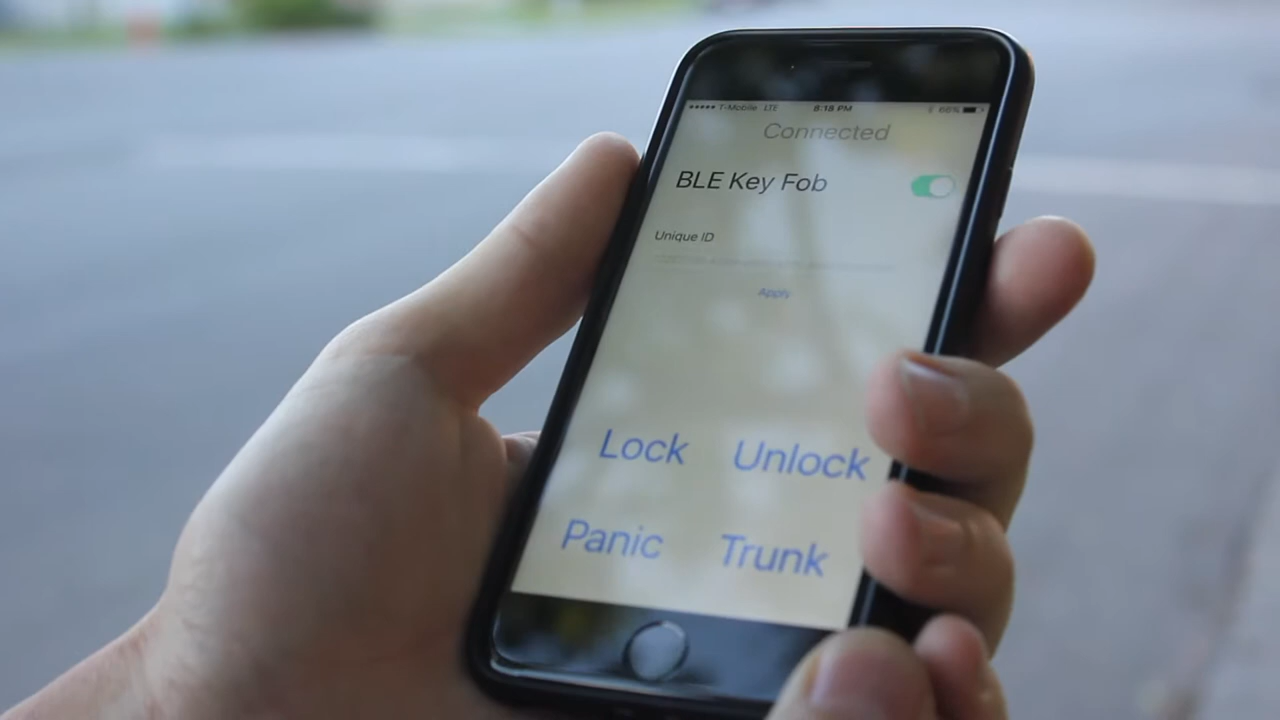 T-Mobile LTE 8:18 PM 66%
Connected
BLE Key Fob
Unique ID
Apply
Lock Unlock
Panic Trunk